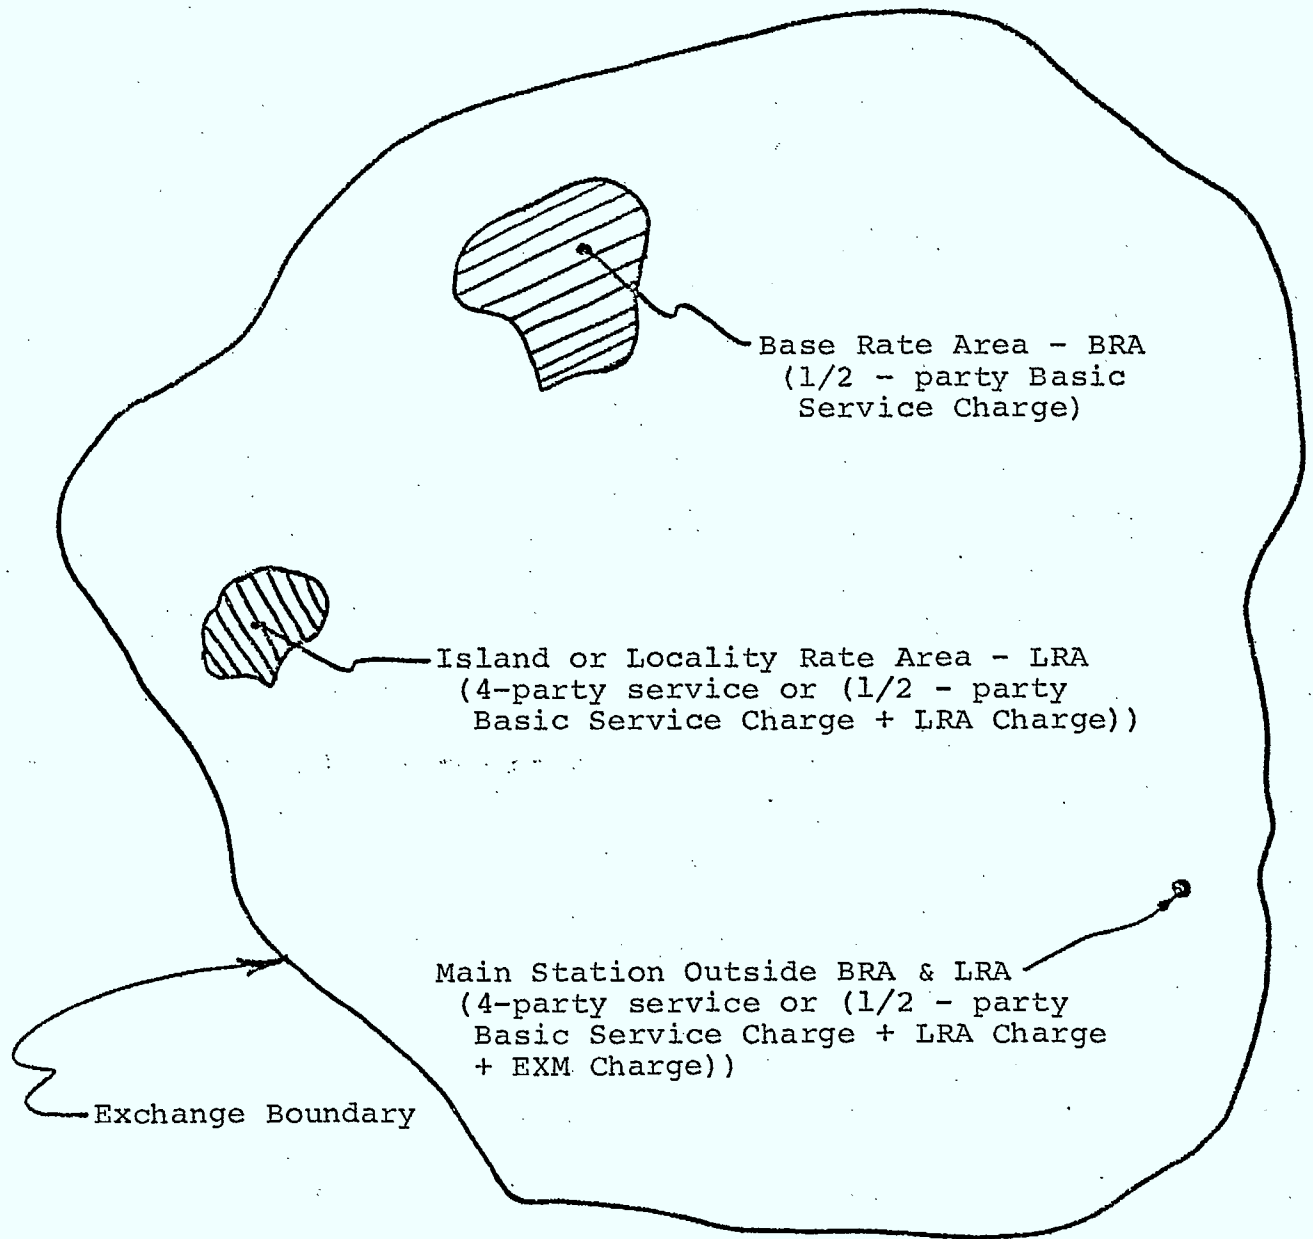 Base Rate Area - BRA
(1/2 - party Basic
Service Charge)
Island or Locality Rate Area - LRA
(4-party service or (1/2 - party
Basic Service Charge + LRA Charge))
Main Station Outside BRA & LRA
(4-party service or (1/2 - party
Basic Service Charge + LRA Charge
+ EXM Charge))
Exchange Boundary